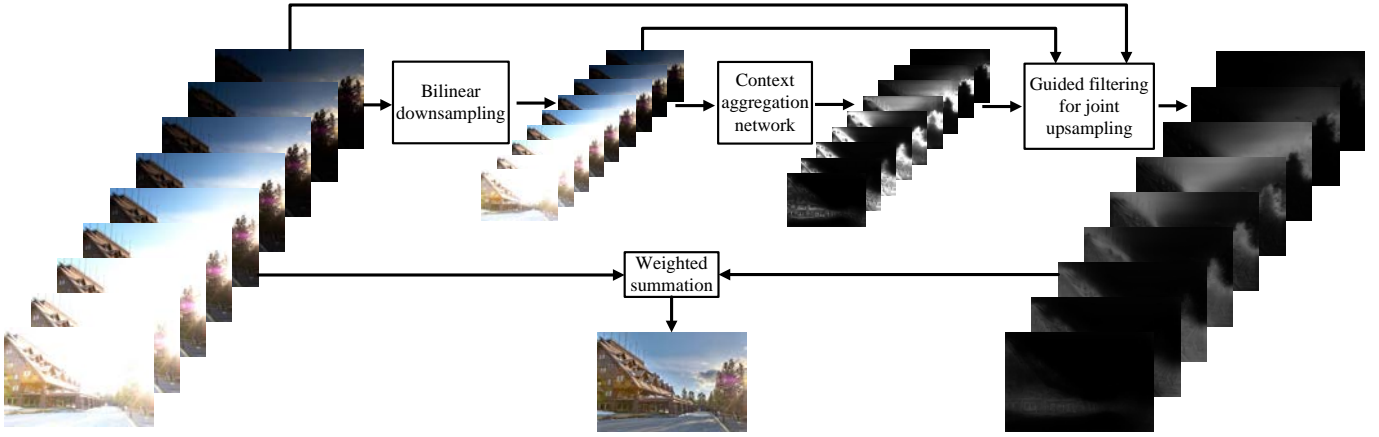 Bilinear
downsampling
Context
aggregation
network
Guided filtering
for joint
upsampling
Weighted
summation